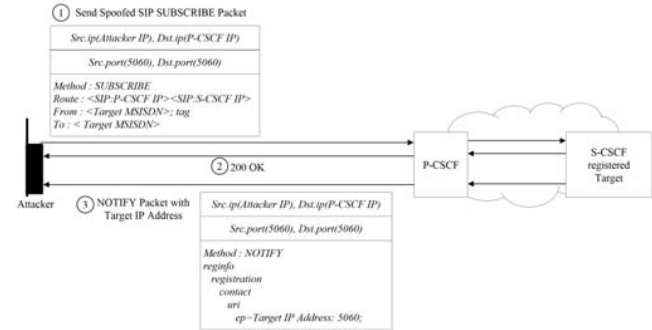 ① Send Spoofed SIP SUBSCRIBE Packet
Src.ip(Attacker IP), Dst.ip(P-CSCF IP)
Src.port(5060), Dst.port(5060)
Method : SUBSCRIBE
Route : <SIP:P-CSCF IP><SIP:S-CSCF IP>
From : <Target MSISDN>; tag
To : < Target MSISDN>
② 200 OK
P-CSCF
S-CSCF
registered
Target
Attacker
③ NOTIFY Packet with
Target IP Address
Src.ip(Attacker IP), Dst.ip(P-CSCF IP)
Src.port(5060), Dst.port(5060)
Method : NOTIFY
reginfo
registration
contact
uri
ep=Target IP Address: 5060;